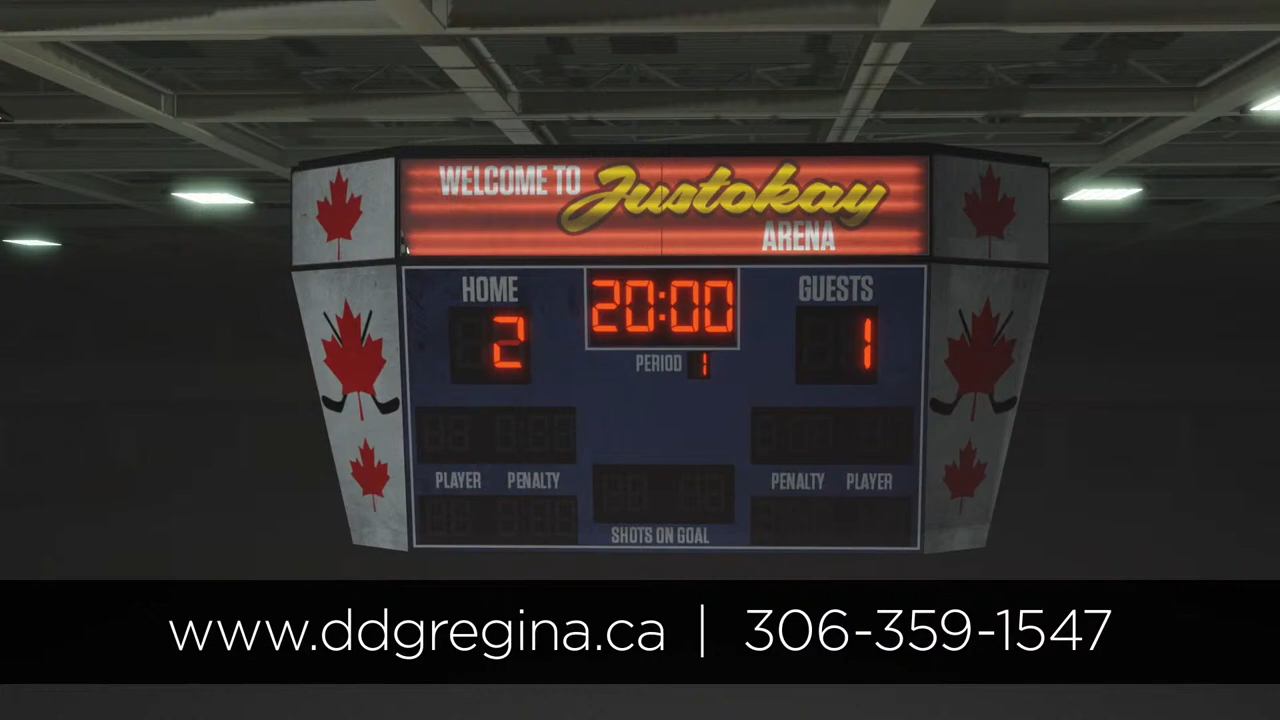 WELCOME TO Justokay
ARENA
HOME
20:00
GUESTS
2
1
PERIOD 1
PLAYER PENALTY
PENALTY PLAYER
SHOTS ON GOAL
www.ddgregina.ca | 306-359-1547